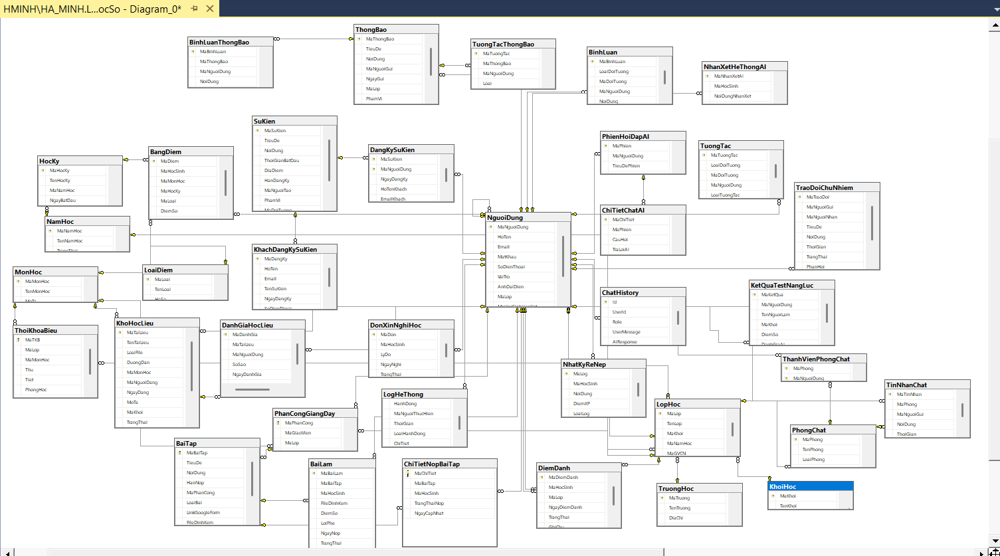 HMINH\HA_MINH.L...ocSo - Diagram_0*
ThongBao
MaThongBao
TieuDe
NoiDung
MaNguoiGui
NgayGui
MaLop
PhamVi
BinhLuanThongBao
MaBinhLuan
MaThongBao
MaNguoiDung
NoiDung
TuongTacThongBao
MaTuongTac
MaThongBao
MaNguoiDung
Loai
BinhLuan
MaBinhLuan
LoaiDoiTuong
MaDoiTuong
MaNguoiDung
NoiDung
NhanXetHeThongAI
MaNhanXetAI
MaHocSinh
NoiDungNhanXet
SuKien
MaSuKien
TieuDe
NoiDung
ThoiGianBatDau
DiaDiem
HanDangKy
MaNguoiTao
PhamVi
MaDoiTuong
DangKySuKien
MaSuKien
MaNguoiDung
NgayDangKy
HoTenKhach
EmailKhach
PhienHoiDapAI
MaPhien
MaNguoiDung
TieuDePhien
TuongTac
MaTuongTac
LoaiDoiTuong
MaDoiTuong
MaNguoiDung
LoaiTuongTac
HocKy
MaHocKy
TenHocKy
MaNamHoc
NgayBatDau
BangDiem
MaDiem
MaHocSinh
MaMonHoc
MaHocKy
MaLoai
DiemSo
TraoDoiChuNhiem
MaTraoDoi
MaNguoiGui
MaNguoiNhan
TieuDe
NoiDung
ThoiGian
TrangThai
PhanHoi
NamHoc
MaNamHoc
TenNamHoc
TrangThai
NguoiDung
MaNguoiDung
HoTen
Email
MatKhau
SoDienThoai
VaiTro
AnhDaiDien
MaLop
MaHocSinhLienKet
ChiTietChatAI
MaChiTiet
MaPhien
CauHoi
TraLoiAI
KhachDangKySuKien
MaDangKy
HoTen
Email
TenSuKien
NgayDangKy
SoDienThoai
MonHoc
MaMonHoc
TenMonHoc
MoTa
LoaiDiem
MaLoai
TenLoai
HeSo
ChatHistory
Id
UserId
Role
UserMessage
AiResponse
KetQuaTestNangLuc
MaKetQua
MaNguoiDung
TenNguoiLam
MaKhoi
DiemSo
DanhGiaAI
ThoiKhoaBieu
MaTKB
MaLop
MaMonHoc
Thu
Tiet
PhongHoc
KhoHocLieu
MaTaiLieu
TenTaiLieu
LoaiFile
DuongDan
MaMonHoc
MaNguoiDang
NgayDang
MoTa
MaKhoi
TrangThai
DanhGiaHocLieu
MaDanhGia
MaTaiLieu
MaNguoiDung
SoSao
NgayDanhGia
DonXinNghiHoc
MaDon
MaHocSinh
LyDo
NgayNghi
TrangThai
NhatKyReNep
MaLog
MaHocSinh
NoiDung
DiemXP
LoaiLog
ThanhVienPhongChat
MaPhong
MaNguoiDung
TinNhanChat
MaTinNhan
MaPhong
MaNguoiGui
NoiDung
ThoiGian
LogHeThong
HanhDong
MaNguoiThucHien
ThoiGian
LoaiHanhDong
ChiTiet
LopHoc
MaLop
TenLop
MaKhoi
MaNamHoc
MaGVCN
PhanCongGiangDay
MaPhanCong
MaGiaoVien
MaLop
PhongChat
MaPhong
TenPhong
LoaiPhong
BaiTap
MaBaiTap
TieuDe
NoiDung
HanNop
MaPhanCong
LoaiBai
LinkGoogleForm
FileDinhKem
BaiLam
MaBaiLam
MaBaiTap
MaHocSinh
FileDinhKem
DiemSo
LoiPhe
NgayNop
TrangThai
ChiTietNopBaiTap
MaChiTiet
MaBaiTap
MaHocSinh
TrangThaiNop
NgayCapNhat
DiemDanh
MaDiemDanh
MaHocSinh
MaLop
NgayDiemDanh
TrangThai
GhiChu
TruongHoc
MaTruong
TenTruong
DiaChi
KhoiHoc
MaKhoi
TenKhoi